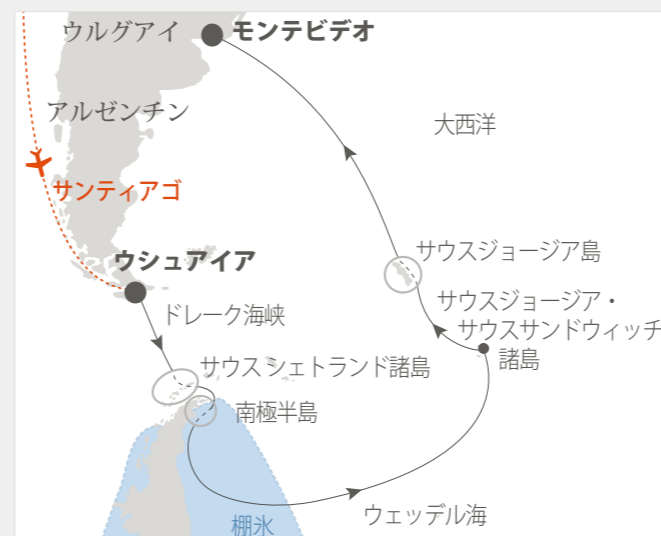 ウルグアイ
モンテビデオ
アルゼンチン
大西洋
サンティアゴ
ウシュアイア
サウスジョージア島
ドレーク海峡
サウスジョージア・
サウスサンドウィッチ
諸島
サウスシェトランド諸島
南極半島
ウェッデル海
棚氷